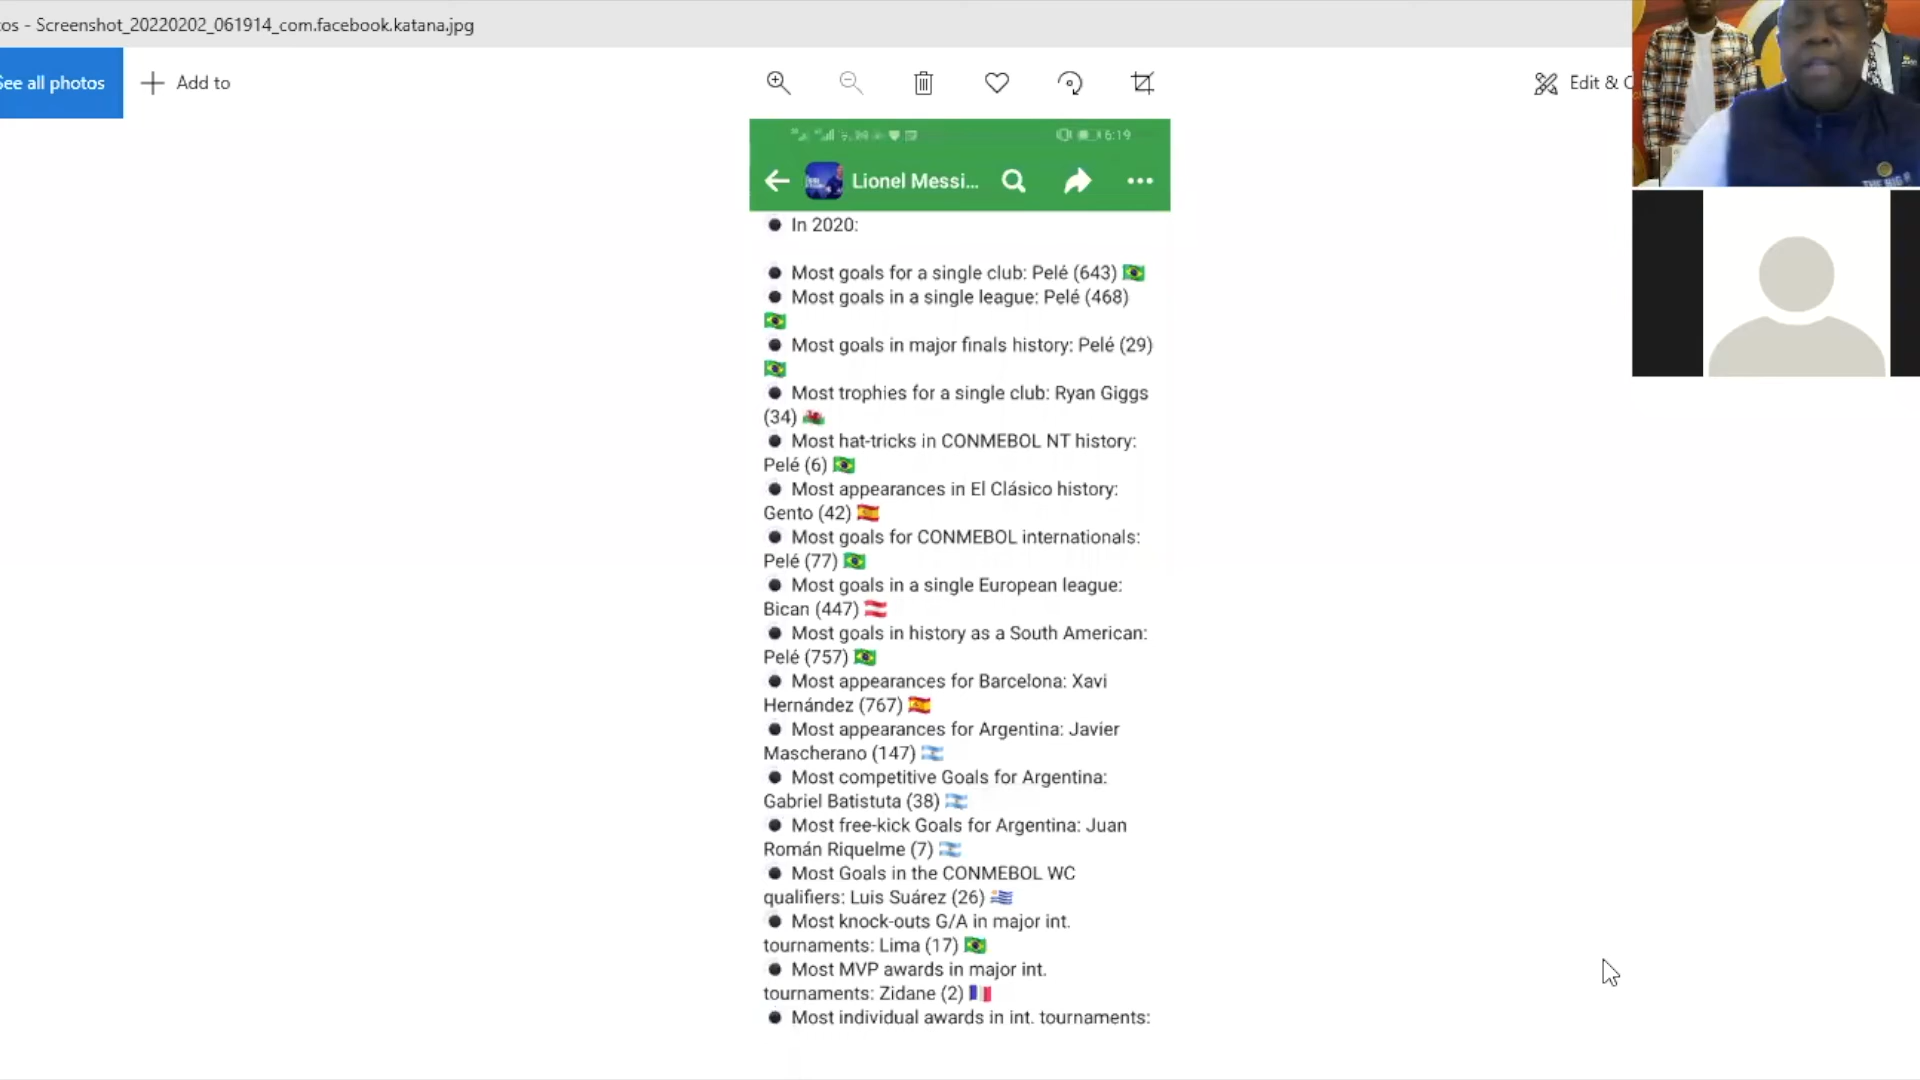 os - Screenshot_20220202_061914_com.facebook.katana.jpg
See all photos
Add to
Edit & C
6:19
Lionel Messi...
In 2020:
Most goals for a single club: Pelé (643)
Most goals in a single league: Pelé (468)
Most goals in major finals history: Pelé (29)
Most trophies for a single club: Ryan Giggs
(34)
Most hat-tricks in CONMEBOL NT history:
Pelé (6)
Most appearances in El Clásico history:
Gento (42)
Most goals for CONMEBOL internationals:
Pelé (77)
Most goals in a single European league:
Bican (447)
Most goals in history as a South American:
Pelé (757)
Most appearances for Barcelona: Xavi
Hernández (767)
Most appearances for Argentina: Javier
Mascherano (147)
Most competitive Goals for Argentina:
Gabriel Batistuta (38)
Most free-kick Goals for Argentina: Juan
Román Riquelme (7)
Most Goals in the CONMEBOL WC
qualifiers: Luis Suárez (26)
Most knock-outs G/A in major int.
tournaments: Lima (17)
Most MVP awards in major int.
tournaments: Zidane (2)
Most individual awards in int. tournaments: